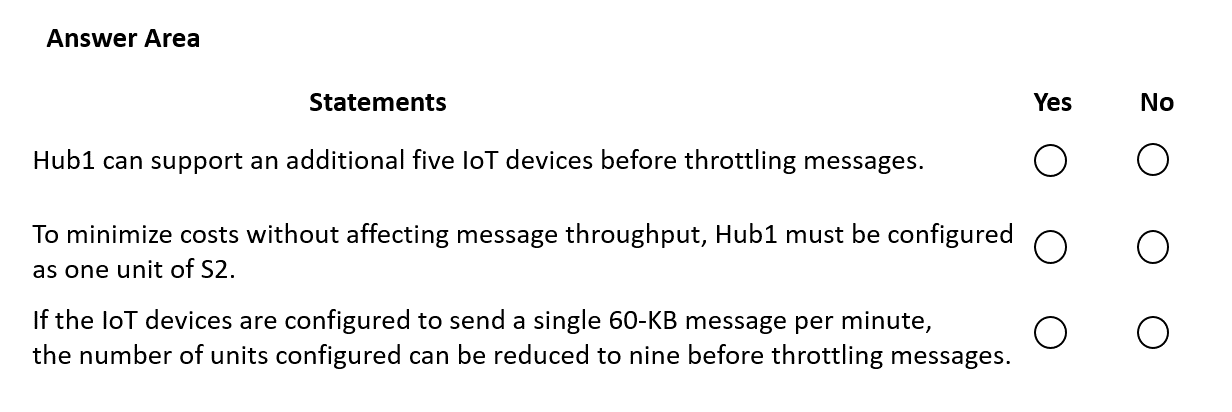 Answer Area
Statements Yes No
Hub1 can support an additional five IoT devices before throttling messages.
To minimize costs without affecting message throughput, Hub1 must be configured
as one unit of S2.
If the IoT devices are configured to send a single 60-KB message per minute,
the number of units configured can be reduced to nine before throttling messages.